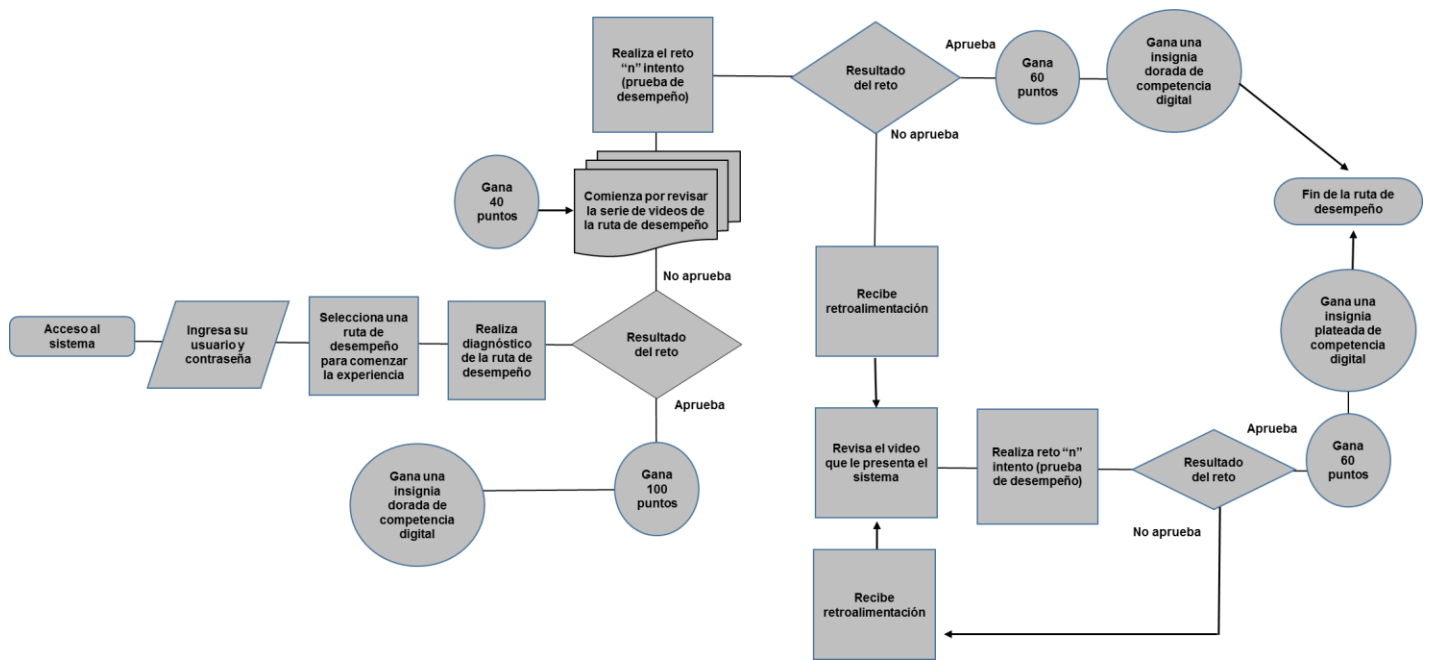 Acceso al
sistema
Ingresa su
usuario y
contraseña
Selecciona una
ruta de
desempeño
para comenzar
la experiencia
Realiza
diagnóstico
de la ruta de
desempeño
Resultado
del reto
Aprueba
Gana
100
puntos
Gana una
insignia
dorada de
competencia
digital
No aprueba
Gana
40
puntos
Comienza por revisar
la serie de videos de
la ruta de desempeño
Realiza el reto
“n” intento
(prueba de
desempeño)
Resultado
del reto
Aprueba
Gana
60
puntos
Gana una
insignia
dorada de
competencia
digital
Fin de la ruta de
desempeño
No aprueba
Recibe
retroalimentación
Revisa el video
que le presenta el
sistema
Realiza reto “n”
intento (prueba
de desempeño)
Resultado
del reto
Aprueba
Gana
60
puntos
Gana una
insignia
plateada de
competencia
digital
No aprueba
Recibe
retroalimentación